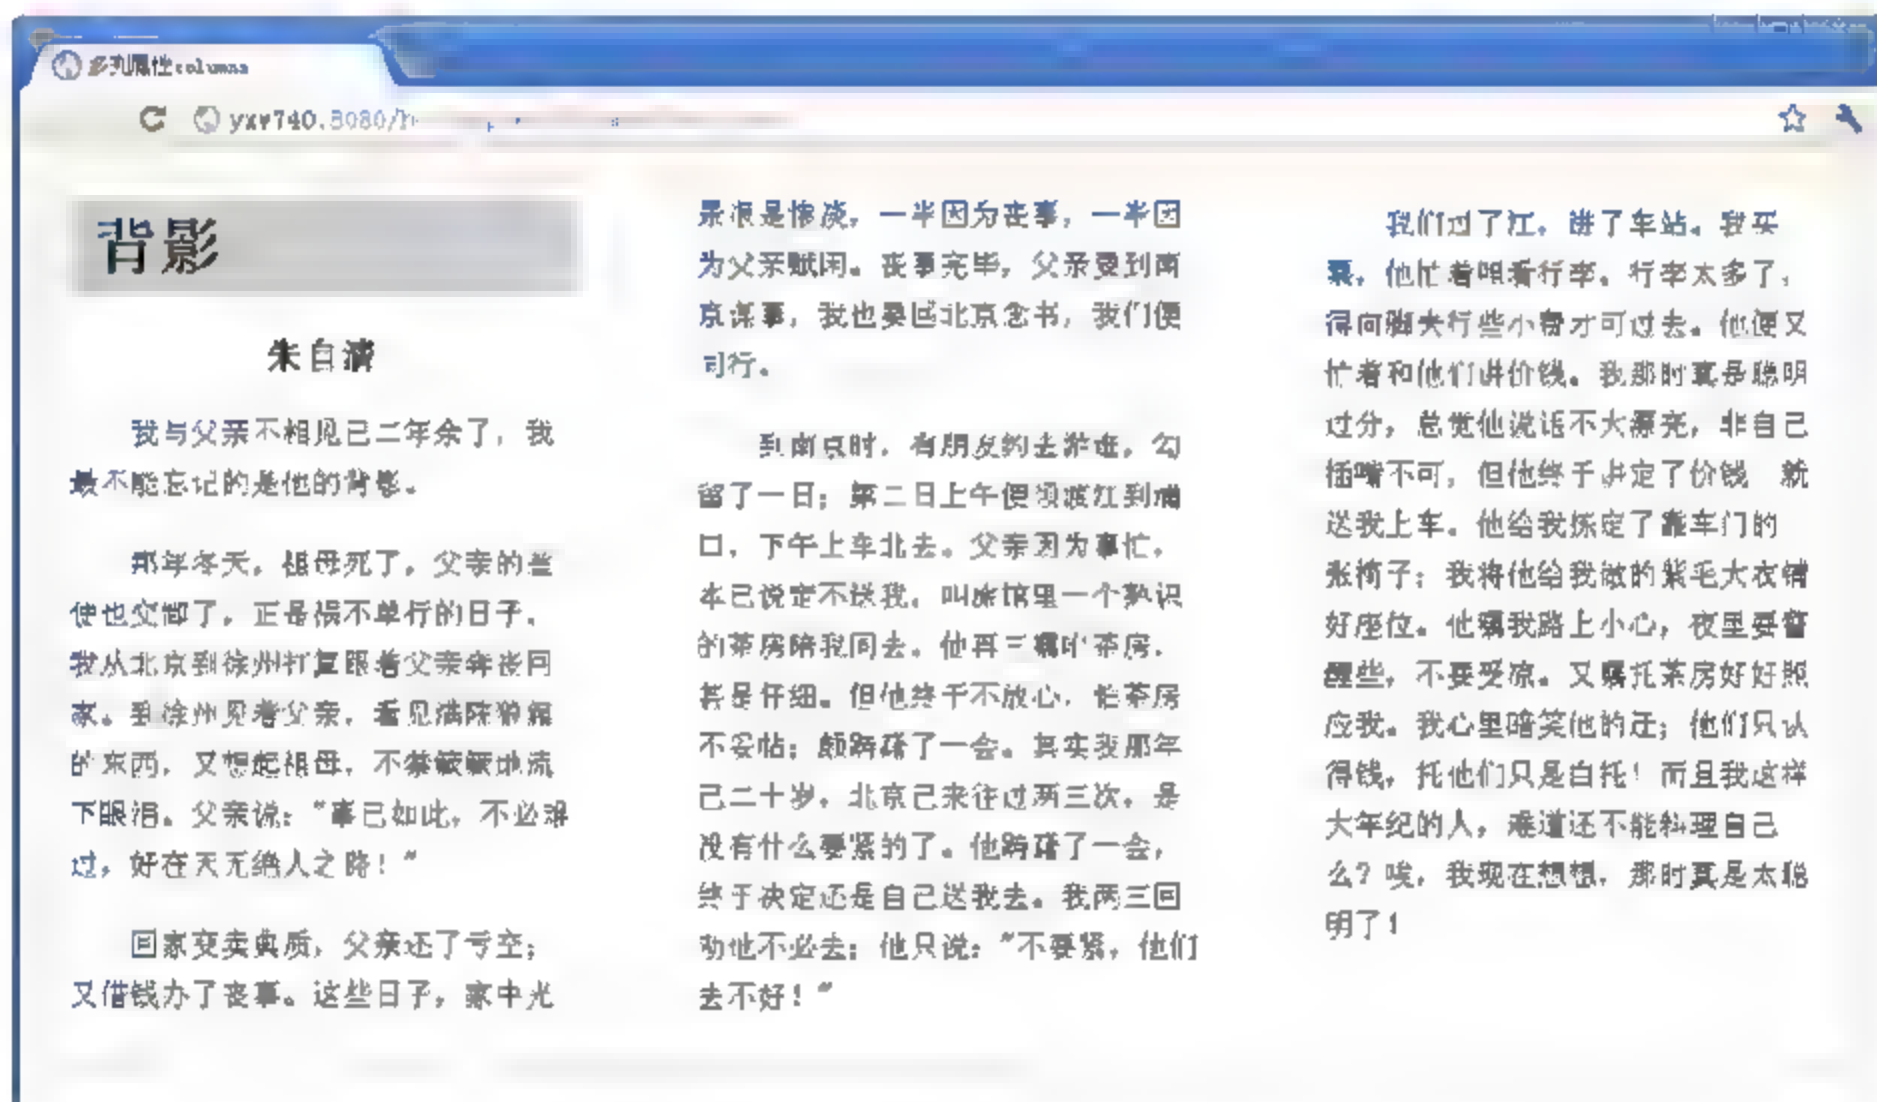 多列属性columns
yxy740.8080/h
背影
朱自清
我与父亲不相见已二年余了，我
最不能忘记的是他的背影。
那年冬天，祖母死了，父亲的差
使也交卸了，正是祸不单行的日子，
我从北京到徐州打算跟着父亲奔丧回
家。到徐州见着父亲，看见满院狼藉
的东西，又想起祖母，不禁簌簌地流
下眼泪。父亲说：“事已如此，不必难
过，好在天无绝人之路！”
回家变卖典质，父亲还了亏空；
又借钱办了丧事。这些日子，家中光
景很是惨淡，一半因为丧事，一半因
为父亲赋闲。丧事完毕，父亲要到南
京谋事，我也要回北京念书，我们便
同行。
到南京时，有朋友约去游逛，勾
留了一日；第二日上午便须渡江到浦
口，下午上车北去。父亲因为事忙，
本已说定不送我，叫旅馆里一个熟识
的茶房陪我同去。他再三嘱咐茶房，
甚是仔细。但他终于不放心，怕茶房
不妥帖；颇踌躇了一会。其实我那年
已二十岁，北京已来往过两三次，是
没有什么要紧的了。他踌躇了一会，
终于决定还是自己送我去。我两三回
劝他不必去；他只说：“不要紧，他们
去不好！”
我们过了江，进了车站。我买
票，他忙着照看行李。行李太多了，
得向脚夫行些小费才可过去。他便又
忙着和他们讲价钱。我那时真是聪明
过分，总觉他说话不大漂亮，非自己
插嘴不可，但他终于讲定了价钱 就
送我上车。他给我拣定了靠车门的
张椅子；我将他给我做的紫毛大衣铺
好座位。他嘱我路上小心，夜里要警
醒些，不要受凉。又嘱托茶房好好照
应我。我心里暗笑他的迂；他们只认
得钱，托他们只是白托！而且我这样
大年纪的人，难道还不能料理自己
么？唉，我现在想想，那时真是太聪
明了！